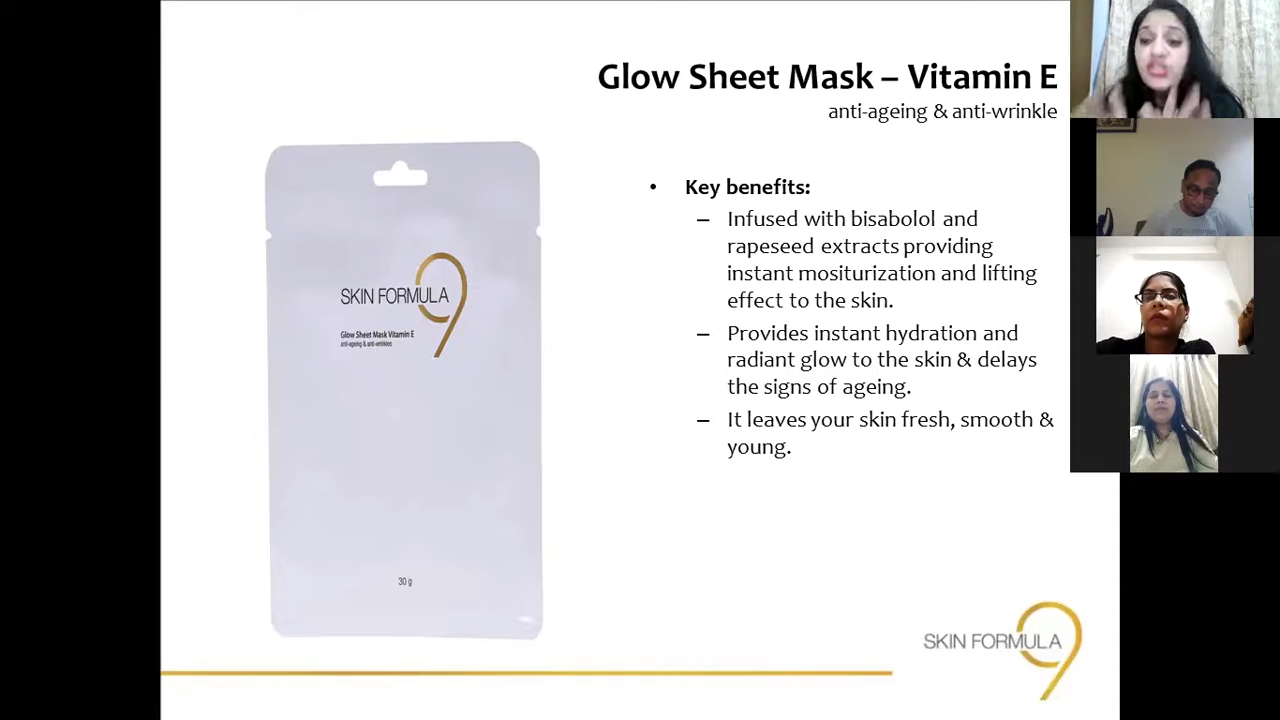 Glow Sheet Mask – Vitamin E
anti-ageing & anti-wrinkle
SKIN FORMULA 9
Glow Sheet Mask Vitamin E
anti-ageing & anti-wrinkles
30 g
• Key benefits:
– Infused with bisabolol and
rapeseed extracts providing
instant mositurization and lifting
effect to the skin.
– Provides instant hydration and
radiant glow to the skin & delays
the signs of ageing.
– It leaves your skin fresh, smooth &
young.
SKIN FORMULA 9